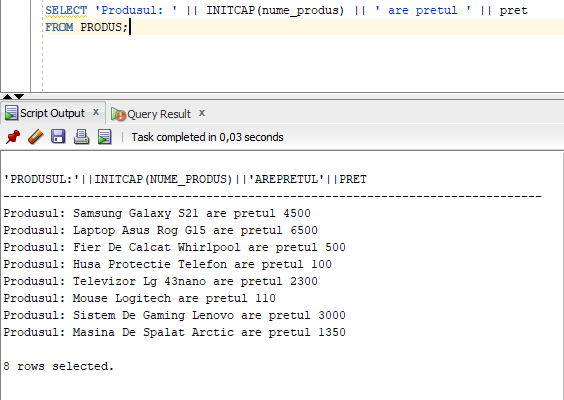 SELECT 'Produsul: ' || INITCAP(nume_produs) || ' are pretul ' || pret
FROM PRODUS;
Script Output x Query Result x
Task completed in 0,03 seconds
'PRODUSUL:'||INITCAP(NUME_PRODUS)||'AREPRETUL'||PRET
--------------------------------------------------------------------------------
Produsul: Samsung Galaxy S21 are pretul 4500
Produsul: Laptop Asus Rog G15 are pretul 6500
Produsul: Fier De Calcat Whirlpool are pretul 500
Produsul: Husa Protectie Telefon are pretul 100
Produsul: Televizor Lg 43nano are pretul 2300
Produsul: Mouse Logitech are pretul 110
Produsul: Sistem De Gaming Lenovo are pretul 3000
Produsul: Masina De Spalat Arctic are pretul 1350
8 rows selected.